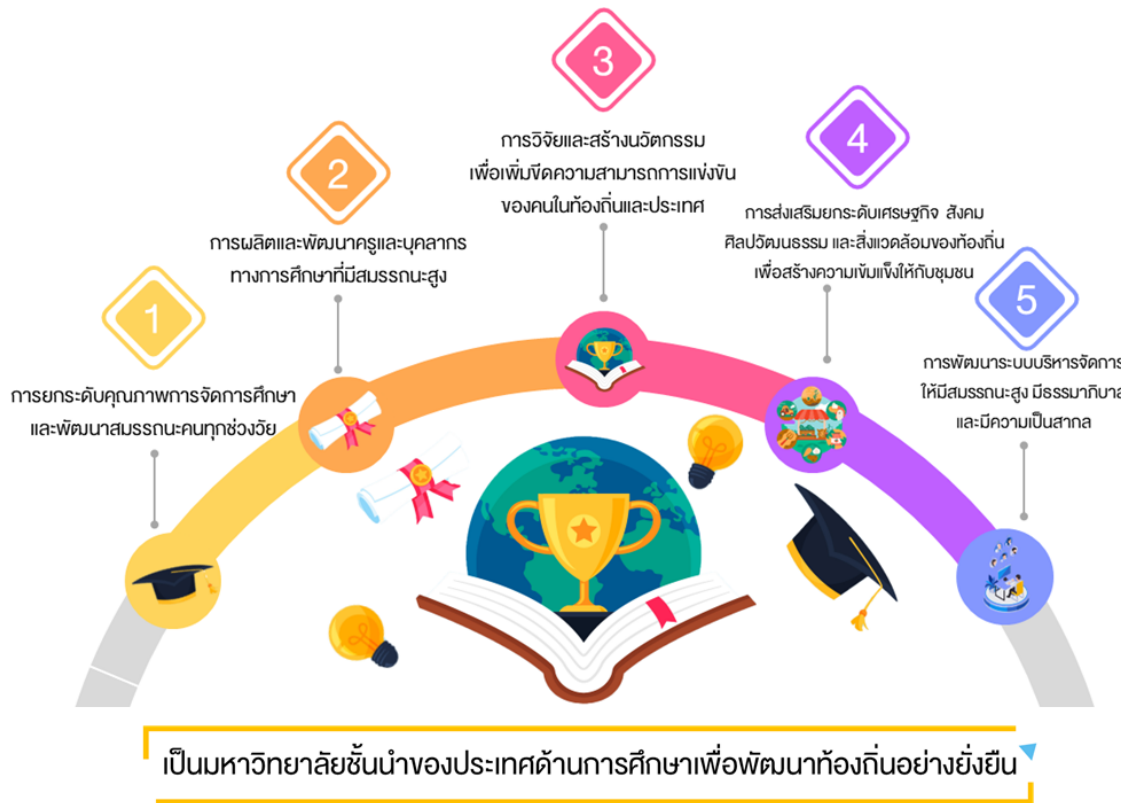 1
การยกระดับคุณภาพการจัดการศึกษา
และพัฒนาสมรรถนะคนทุกช่วงวัย
2
การผลิตและพัฒนาครูและบุคลากร
ทางการศึกษาที่มีสมรรถนะสูง
3
การวิจัยและสร้างนวัตกรรม
เพื่อเพิ่มขีดความสามารถการแข่งขัน
ของคนในท้องถิ่นและประเทศ
4
การส่งเสริมยกระดับเศรษฐกิจ สังคม
ศิลปวัฒนธรรม และสิ่งแวดล้อมของท้องถิ่น
เพื่อสร้างความเข้มแข็งให้กับชุมชน
5
การพัฒนาระบบบริหารจัดการ
ให้มีสมรรถนะสูง มีธรรมาภิบาล
และมีความเป็นสากล
เป็นมหาวิทยาลัยชั้นนำของประเทศด้านการศึกษาเพื่อพัฒนาท้องถิ่นอย่างยั่งยืน